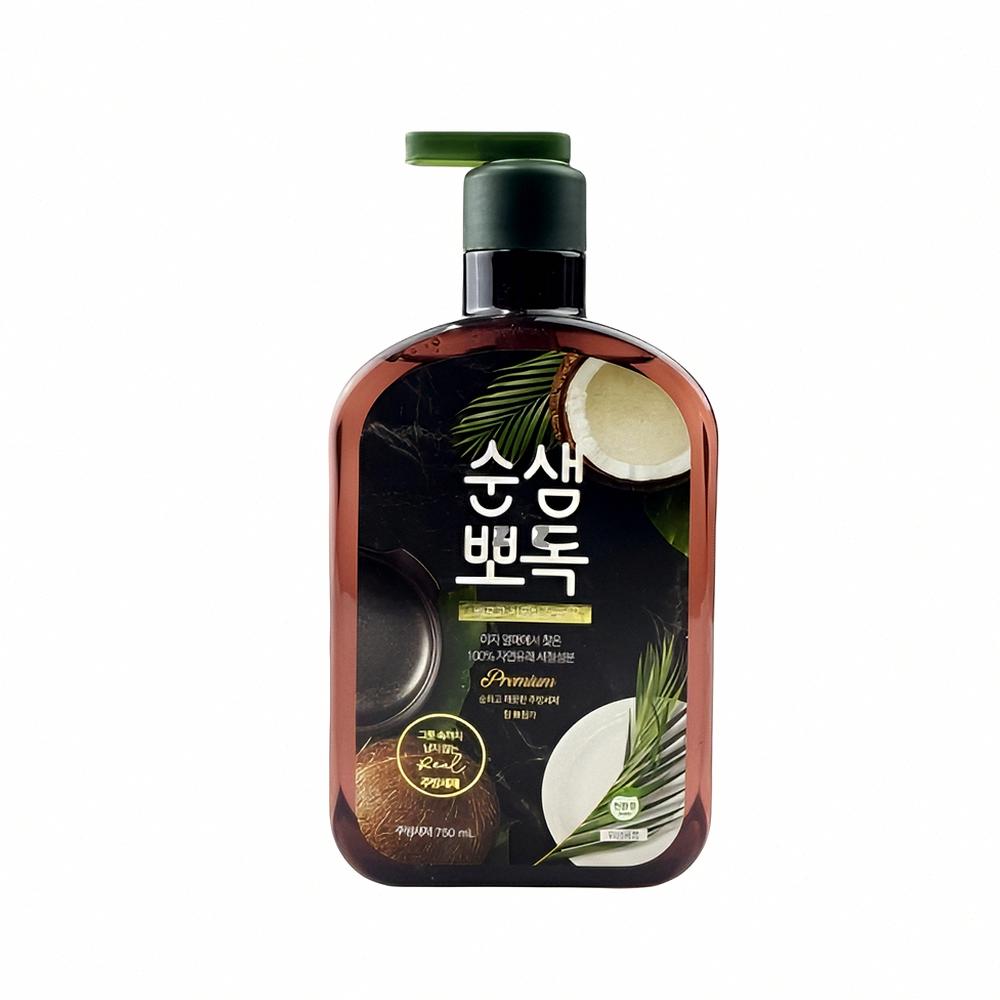 순샘
뽀독
야자 열매에서 찾은
100% 자연유래 세정성분
Premium
순하고 깨끗한 주방세제
그릇 속까지
남지 않는
Real
주방세제
주방세제 750 mL